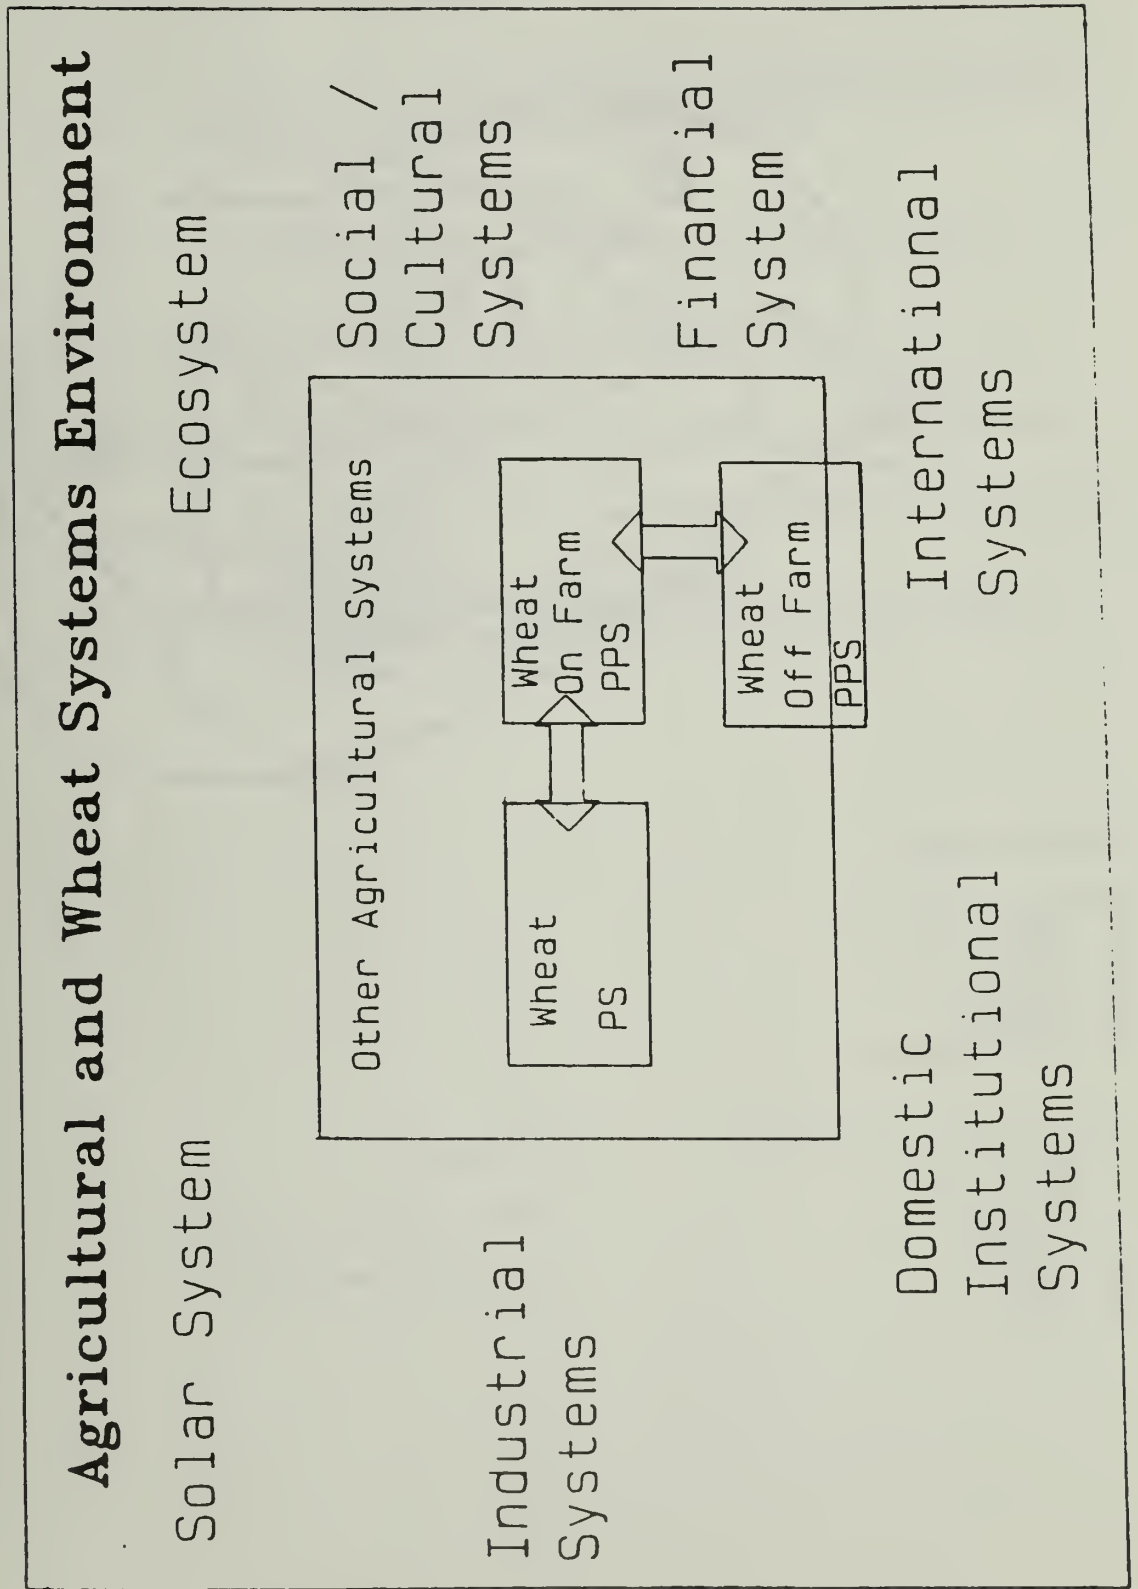 Agricultural and Wheat Systems Environment
Solar System
Ecosystem
Social /
Cultural
Systems
Other Agricultural Systems
Industrial
Systems
Wheat
PS
Wheat
On Farm
PPS
Financial
System
Wheat
Off Farm
PPS
Domestic
Institutional
Systems
International
Systems